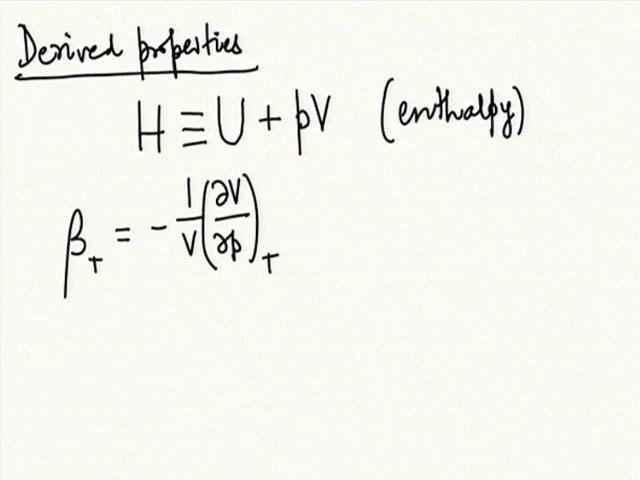 Derived properties
H ≡ U + pV (enthalpy)
β_T = - 1/V (∂V/∂p)_T